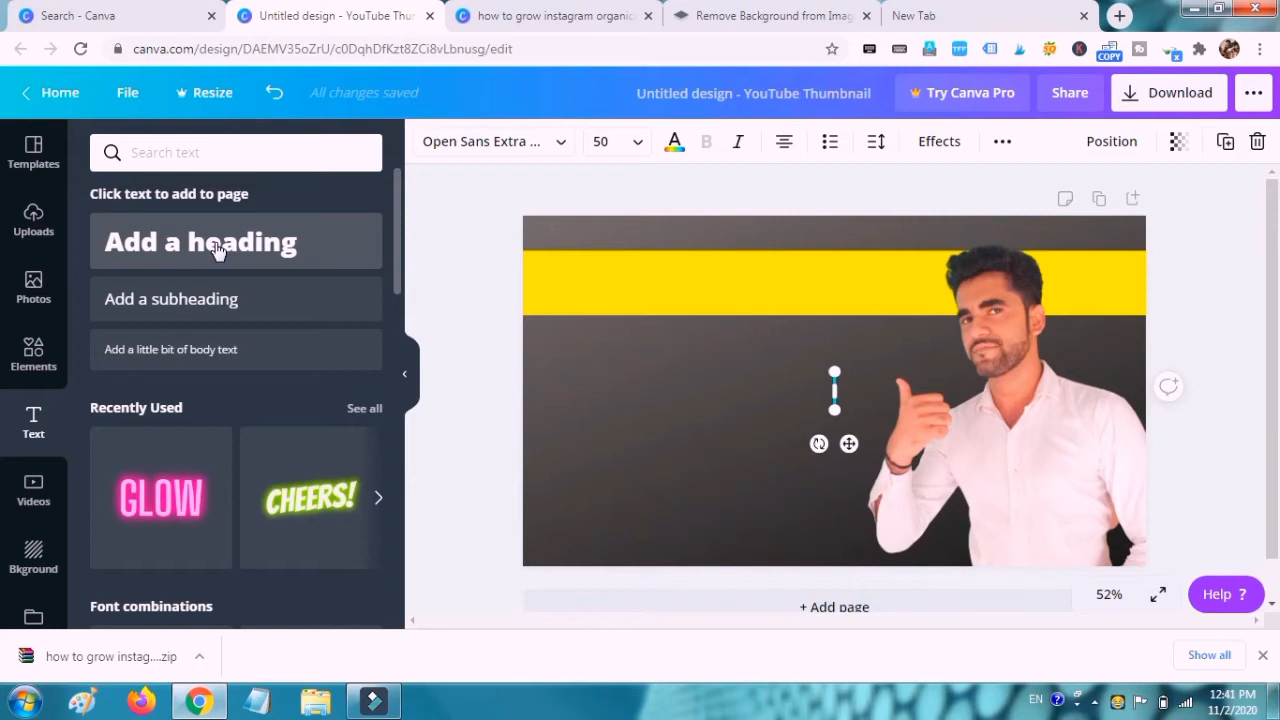 Search - Canva
Untitled design - YouTube Thum
how to grow instagram organic
Remove Background from Imag
New Tab
canva.com/design/DAEMV35oZrU/c0DqhDfKzt8ZCi8vLbnusg/edit
COPY
Home
File
Resize
All changes saved
Untitled design - YouTube Thumbnail
Try Canva Pro
Share
Download
Templates
Search text
Open Sans Extra ...
50
A
B
I
Effects
Position
Click text to add to page
Uploads
Add a heading
Photos
Add a subheading
Elements
Add a little bit of body text
Text
Recently Used
See all
Videos
GLOW
CHEERS!
Bkground
Font combinations
+ Add page
52%
Help ?
how to grow instag....zip
Show all
EN
12:41 PM
11/2/2020